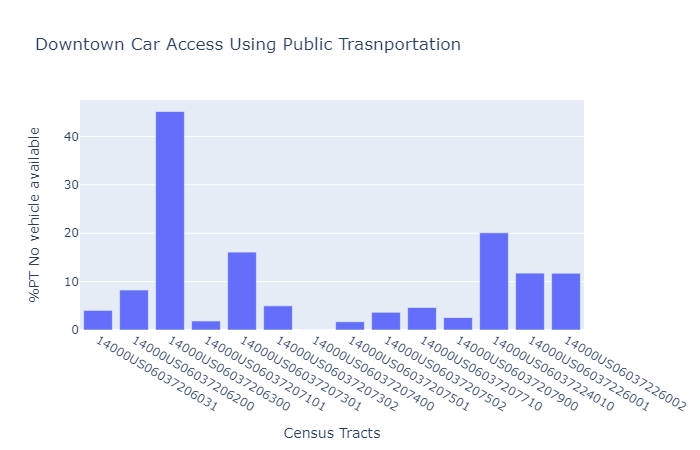 Downtown Car Access Using Public Trasnportation
%PT No vehicle available
40
30
20
10
0
14000US06037206031
14000US06037206200
14000US06037206300
14000US06037207101
14000US06037207301
14000US06037207302
14000US06037207400
14000US06037207501
14000US06037207502
14000US06037207710
14000US06037207900
14000US06037224010
14000US06037226001
14000US06037226002
Census Tracts